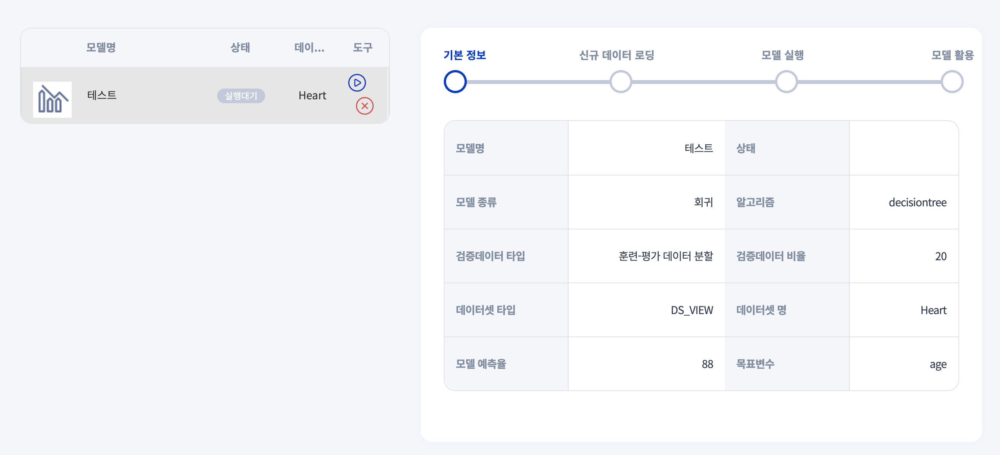 모델명 상태 데이... 도구
테스트 실행대기 Heart
기본 정보 신규 데이터 로딩 모델 실행 모델 활용
모델명 테스트 상태
모델 종류 회귀 알고리즘 decisiontree
검증데이터 타입 훈련-평가 데이터 분할 검증데이터 비율 20
데이터셋 타입 DS_VIEW 데이터셋 명 Heart
모델 예측율 88 목표변수 age